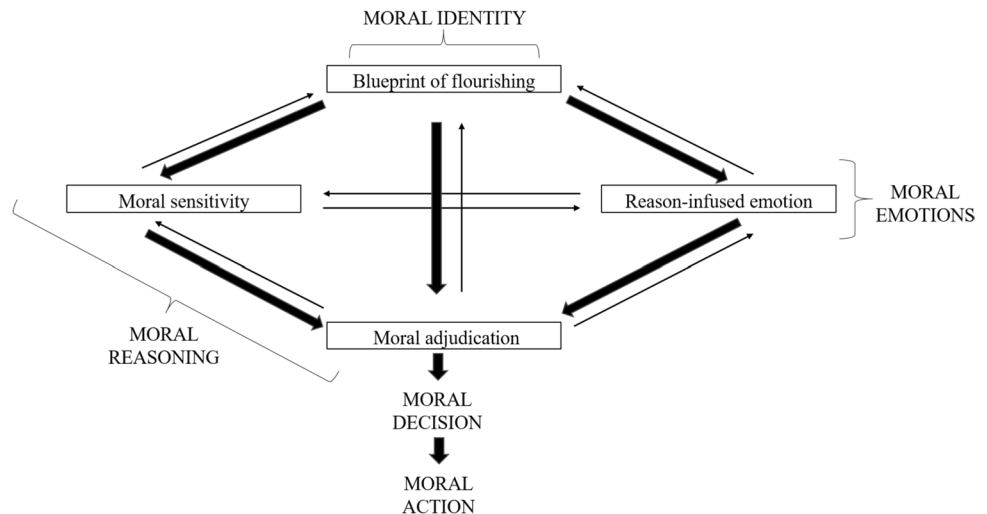 MORAL IDENTITY
Blueprint of flourishing
Moral sensitivity
Reason-infused emotion
MORAL
EMOTIONS
MORAL
REASONING
Moral adjudication
MORAL
DECISION
MORAL
ACTION